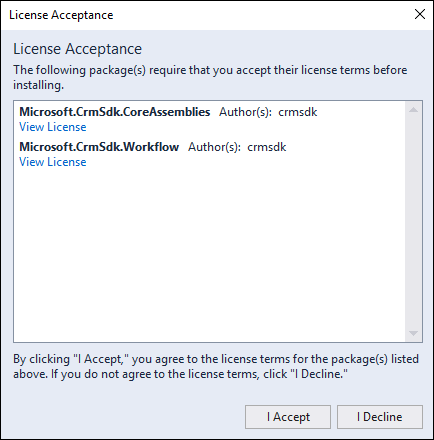 License Acceptance
License Acceptance
The following package(s) require that you accept their license terms before
installing.
Microsoft.CrmSdk.CoreAssemblies Author(s): crmsdk
View License
Microsoft.CrmSdk.Workflow Author(s): crmsdk
View License
By clicking "I Accept," you agree to the license terms for the package(s) listed
above. If you do not agree to the license terms, click "I Decline."
I Accept I Decline